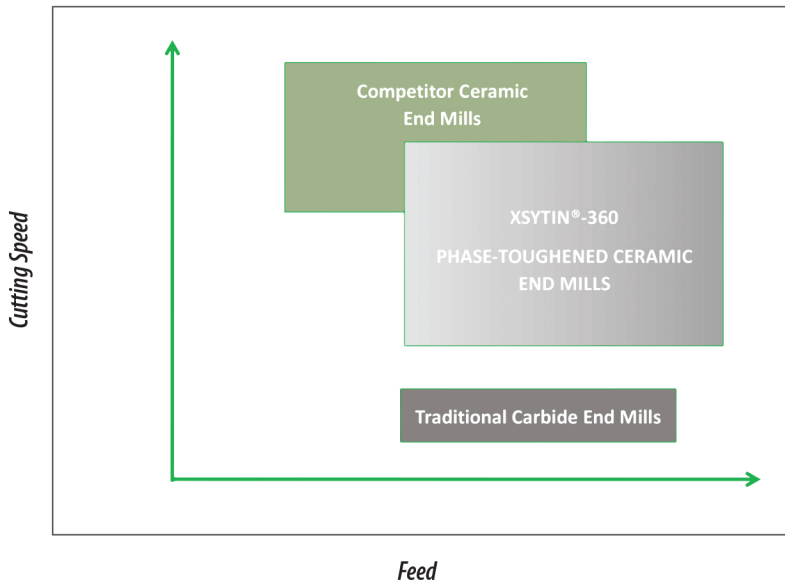 Competitor Ceramic
End Mills
XSYTIN®-360
PHASE-TOUGHENED CERAMIC
END MILLS
Traditional Carbide End Mills
Cutting Speed
Feed